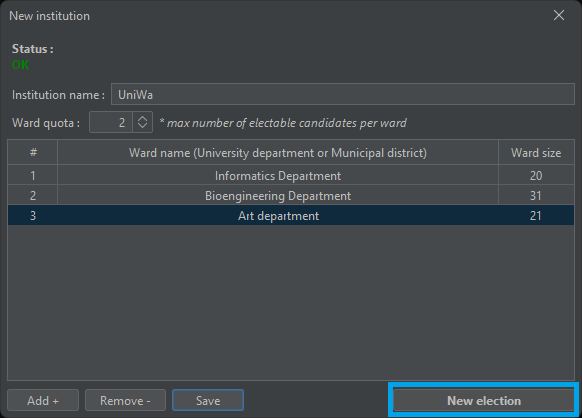 New institution
Status :
OK
Institution name : UniWa
Ward quota : 2 * max number of electable candidates per ward
# Ward name (University department or Municipal district) Ward size
1 Informatics Department 20
2 Bioengineering Department 31
3 Art department 21
Add + Remove - Save New election